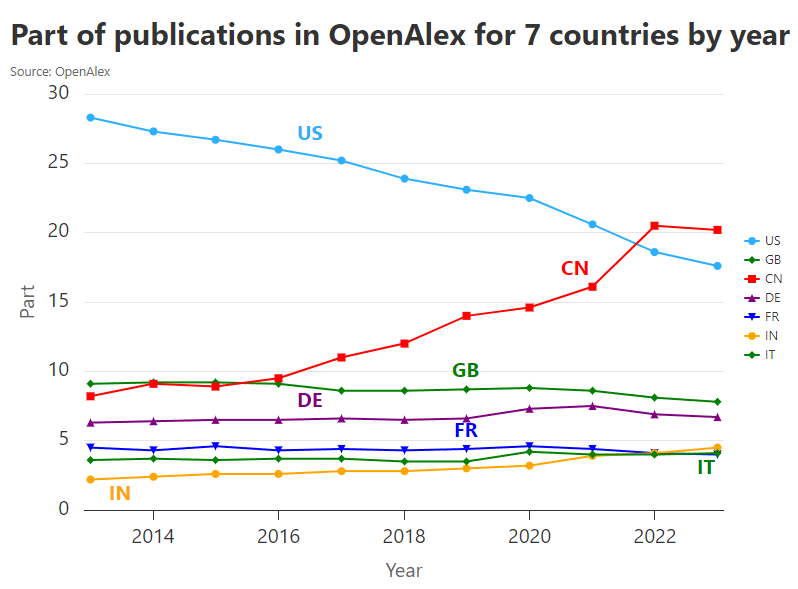 Part of publications in OpenAlex for 7 countries by year
Source: OpenAlex
30
25
20
15
10
5
0
Part
US
CN
GB
DE
FR
IN
IT
2014 2016 2018 2020 2022
Year
US
GB
CN
DE
FR
IN
IT